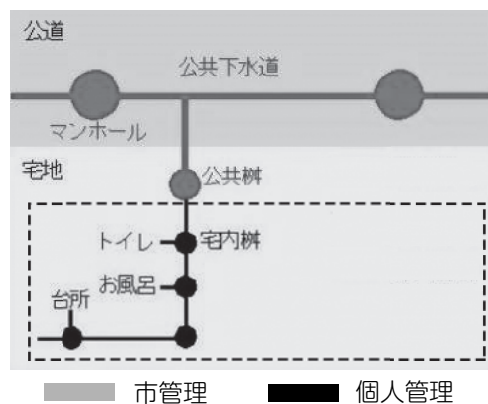 公道
公共下水道
マンホール
宅地
公共桝
トイレ
宅内桝
お風呂
台所
市管理
個人管理